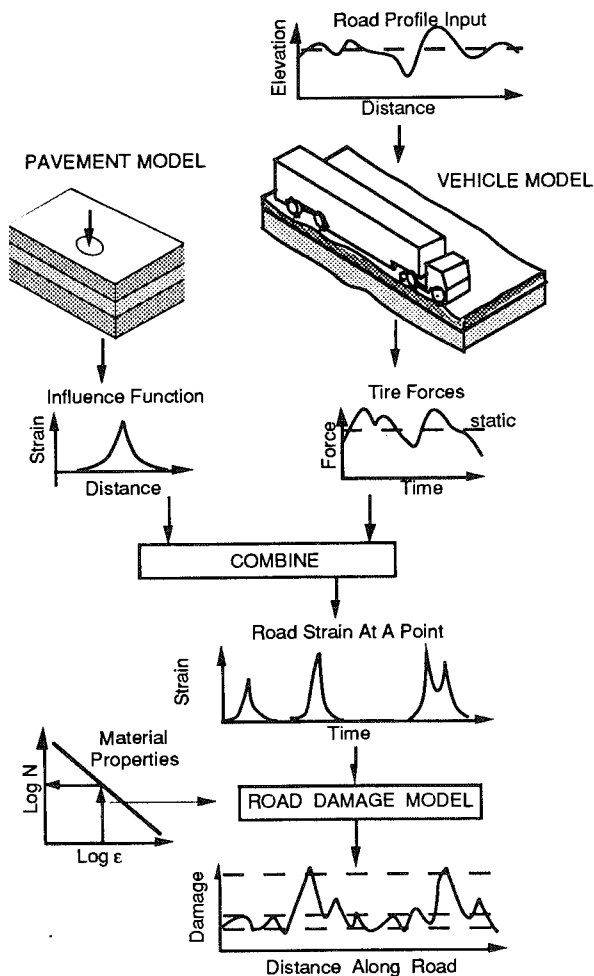 Road Profile Input
Elevation
Distance
PAVEMENT MODEL
VEHICLE MODEL
Influence Function
Strain
Distance
Tire Forces
static
Force
Time
COMBINE
Road Strain At A Point
Strain
Time
Material
Properties
Log N
Log ε
ROAD DAMAGE MODEL
Damage
Distance Along Road